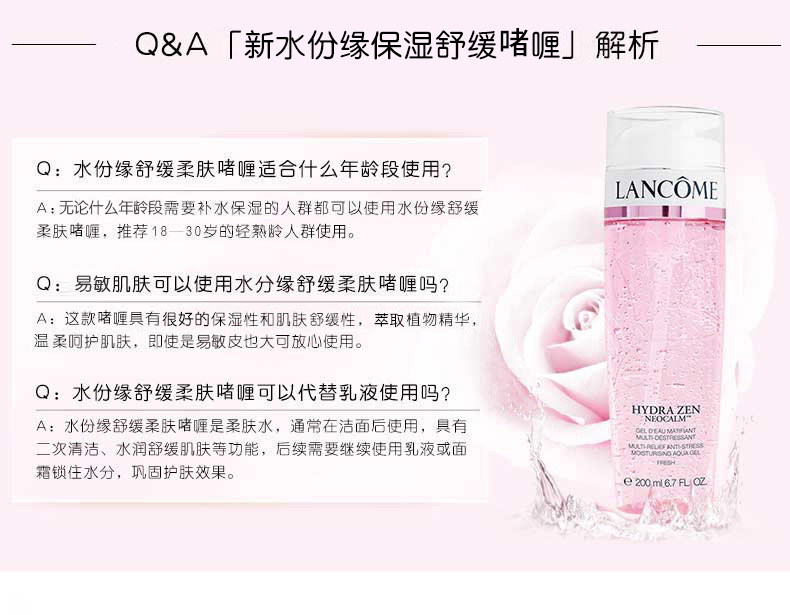 Q&A「新水份缘保湿舒缓啫喱」解析
Q：水份缘舒缓柔肤啫喱适合什么年龄段使用?
A：无论什么年龄段需要补水保湿的人群都可以使用水份缘舒缓
柔肤啫喱，推荐18—30岁的轻熟龄人群使用。
Q：易敏肌肤可以使用水分缘舒缓柔肤啫喱吗?
A：这款啫喱具有很好的保湿性和肌肤舒缓性，萃取植物精华，
温柔呵护肌肤，即使是易敏皮也大可放心使用。
Q：水份缘舒缓柔肤啫喱可以代替乳液使用吗?
A：水份缘舒缓柔肤啫喱是柔肤水，通常在洁面后使用，具有
二次清洁、水润舒缓肌肤等功能，后续需要继续使用乳液或面
霜锁住水分，巩固护肤效果。
LANCÔME
HYDRA ZEN
NEOCALM™
GEL D'EAU MATIFIANT
MULTI-DÉSTRESSANT
MULTI-RELIEF ANTI-STRESS
MOISTURISING AQUA GEL
FRESH
℮ 200 ml 6.7 FL. OZ.